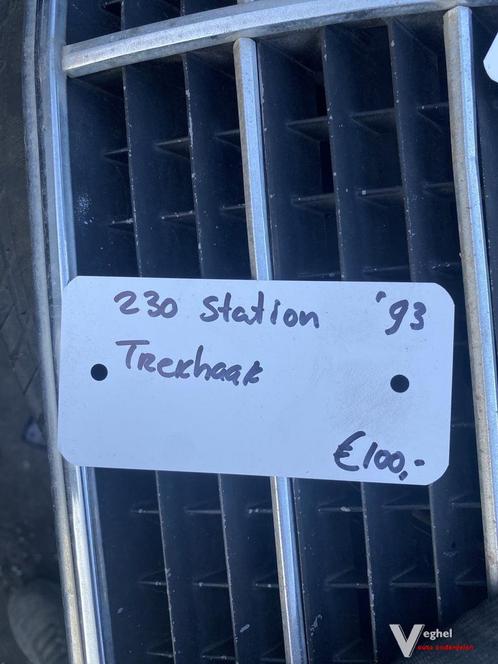 230 Station '93
Trekhaak
€100,-
Veghel
auto onderdelen